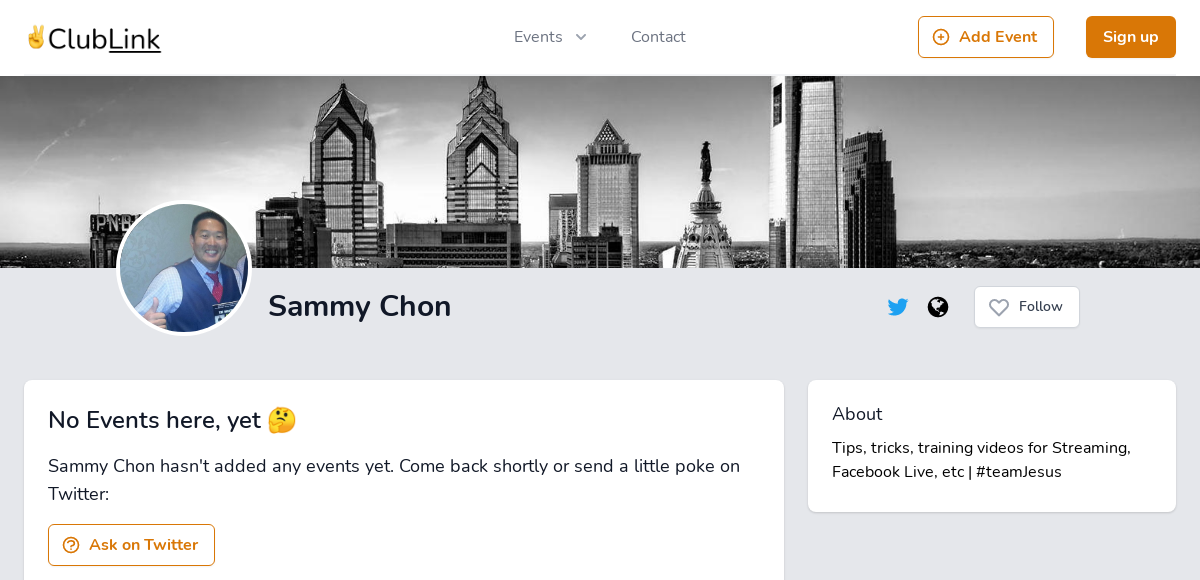 ✌ClubLink
Events
Contact
Add Event
Sign up
PNB
Sammy Chon
Follow
No Events here, yet 🤔
Sammy Chon hasn't added any events yet. Come back shortly or send a little poke on
Twitter:
Ask on Twitter
About
Tips, tricks, training videos for Streaming,
Facebook Live, etc | #teamJesus